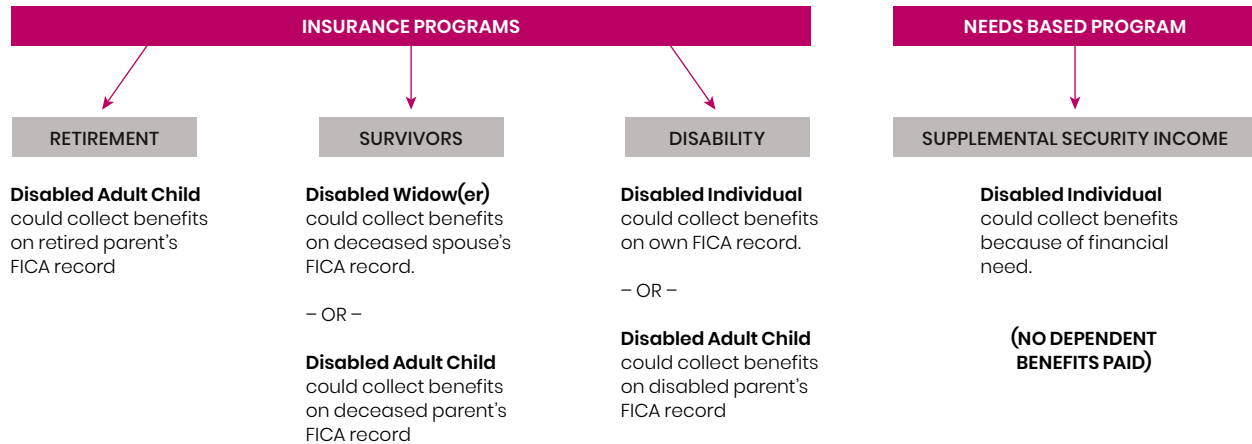 INSURANCE PROGRAMS
NEEDS BASED PROGRAM
RETIREMENT
Disabled Adult Child
could collect benefits
on retired parent’s
FICA record
SURVIVORS
Disabled Widow(er)
could collect benefits
on deceased spouse’s
FICA record.
– OR –
Disabled Adult Child
could collect benefits
on deceased parent’s
FICA record
DISABILITY
Disabled Individual
could collect benefits
on own FICA record.
– OR –
Disabled Adult Child
could collect benefits
on disabled parent’s
FICA record
SUPPLEMENTAL SECURITY INCOME
Disabled Individual
could collect benefits
because of financial
need.
(NO DEPENDENT
BENEFITS PAID)